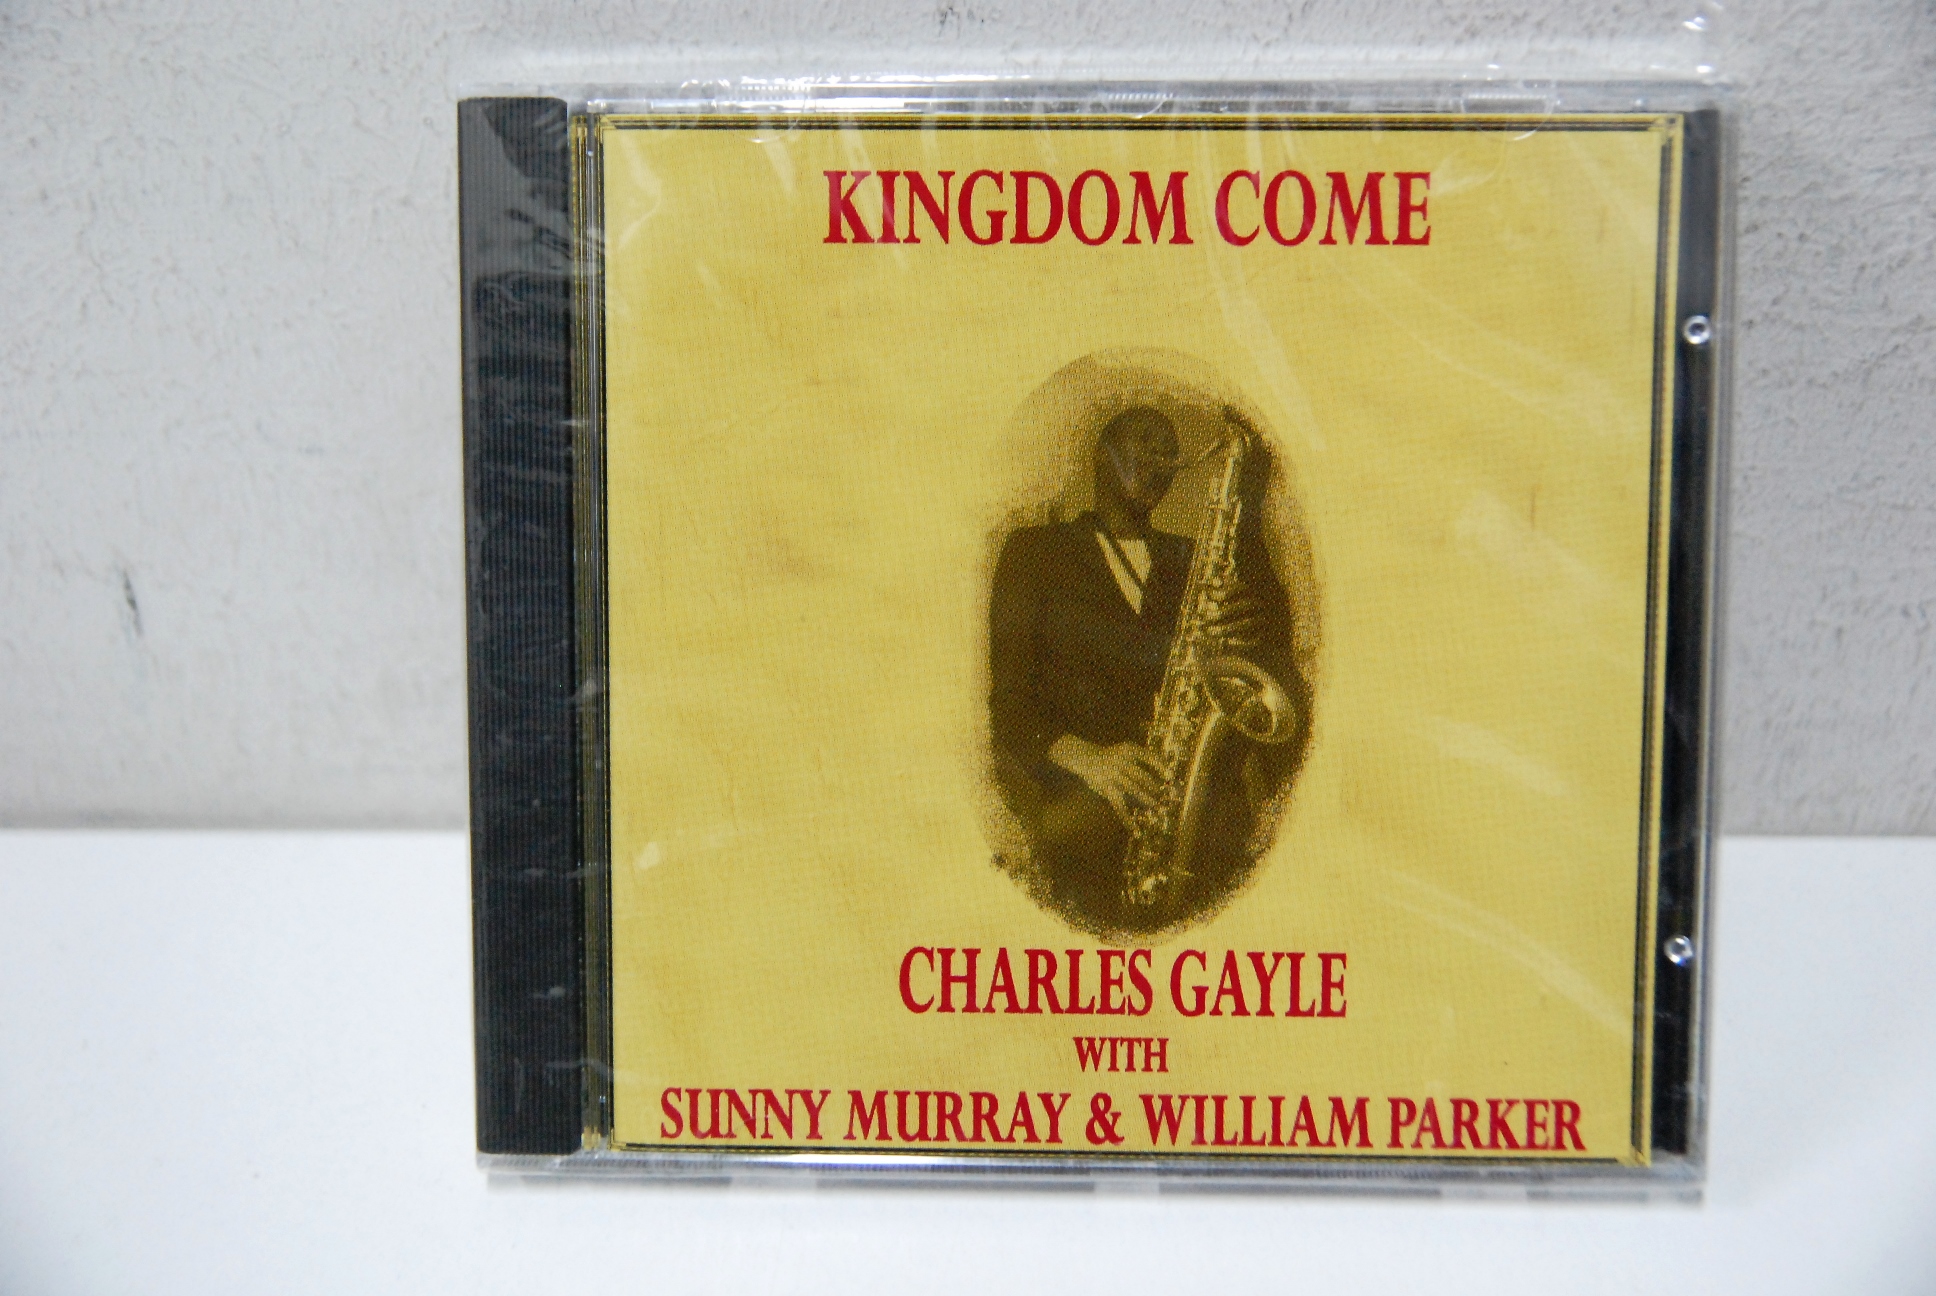 KINGDOM COME
CHARLES GAYLE
WITH
SUNNY MURRAY & WILLIAM PARKER